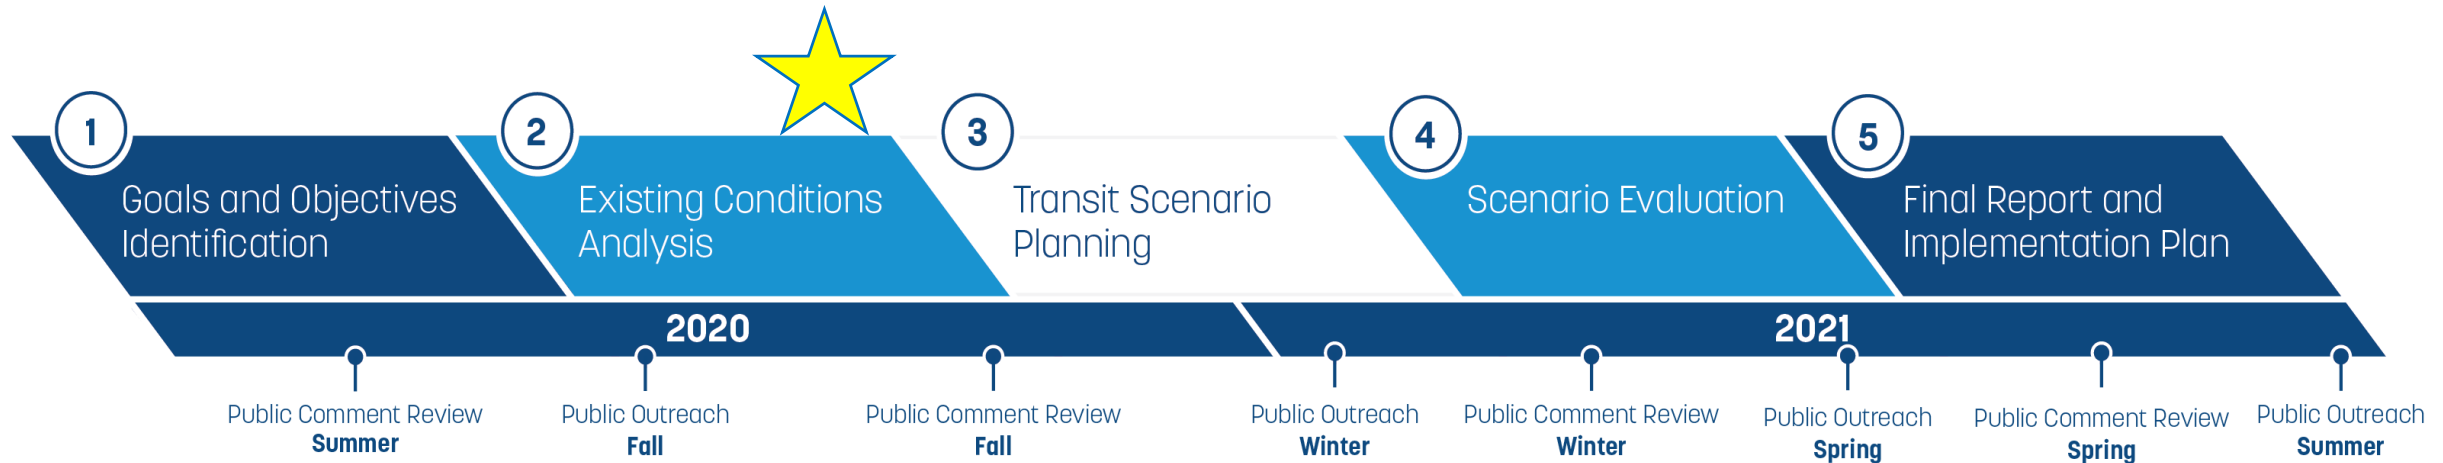 1
Goals and Objectives
Identification
2
Existing Conditions
Analysis
3
Transit Scenario
Planning
4
Scenario Evaluation
5
Final Report and
Implementation Plan
2020
2021
Public Comment Review
Summer
Public Outreach
Fall
Public Comment Review
Fall
Public Outreach
Winter
Public Comment Review
Winter
Public Outreach
Spring
Public Comment Review
Spring
Public Outreach
Summer